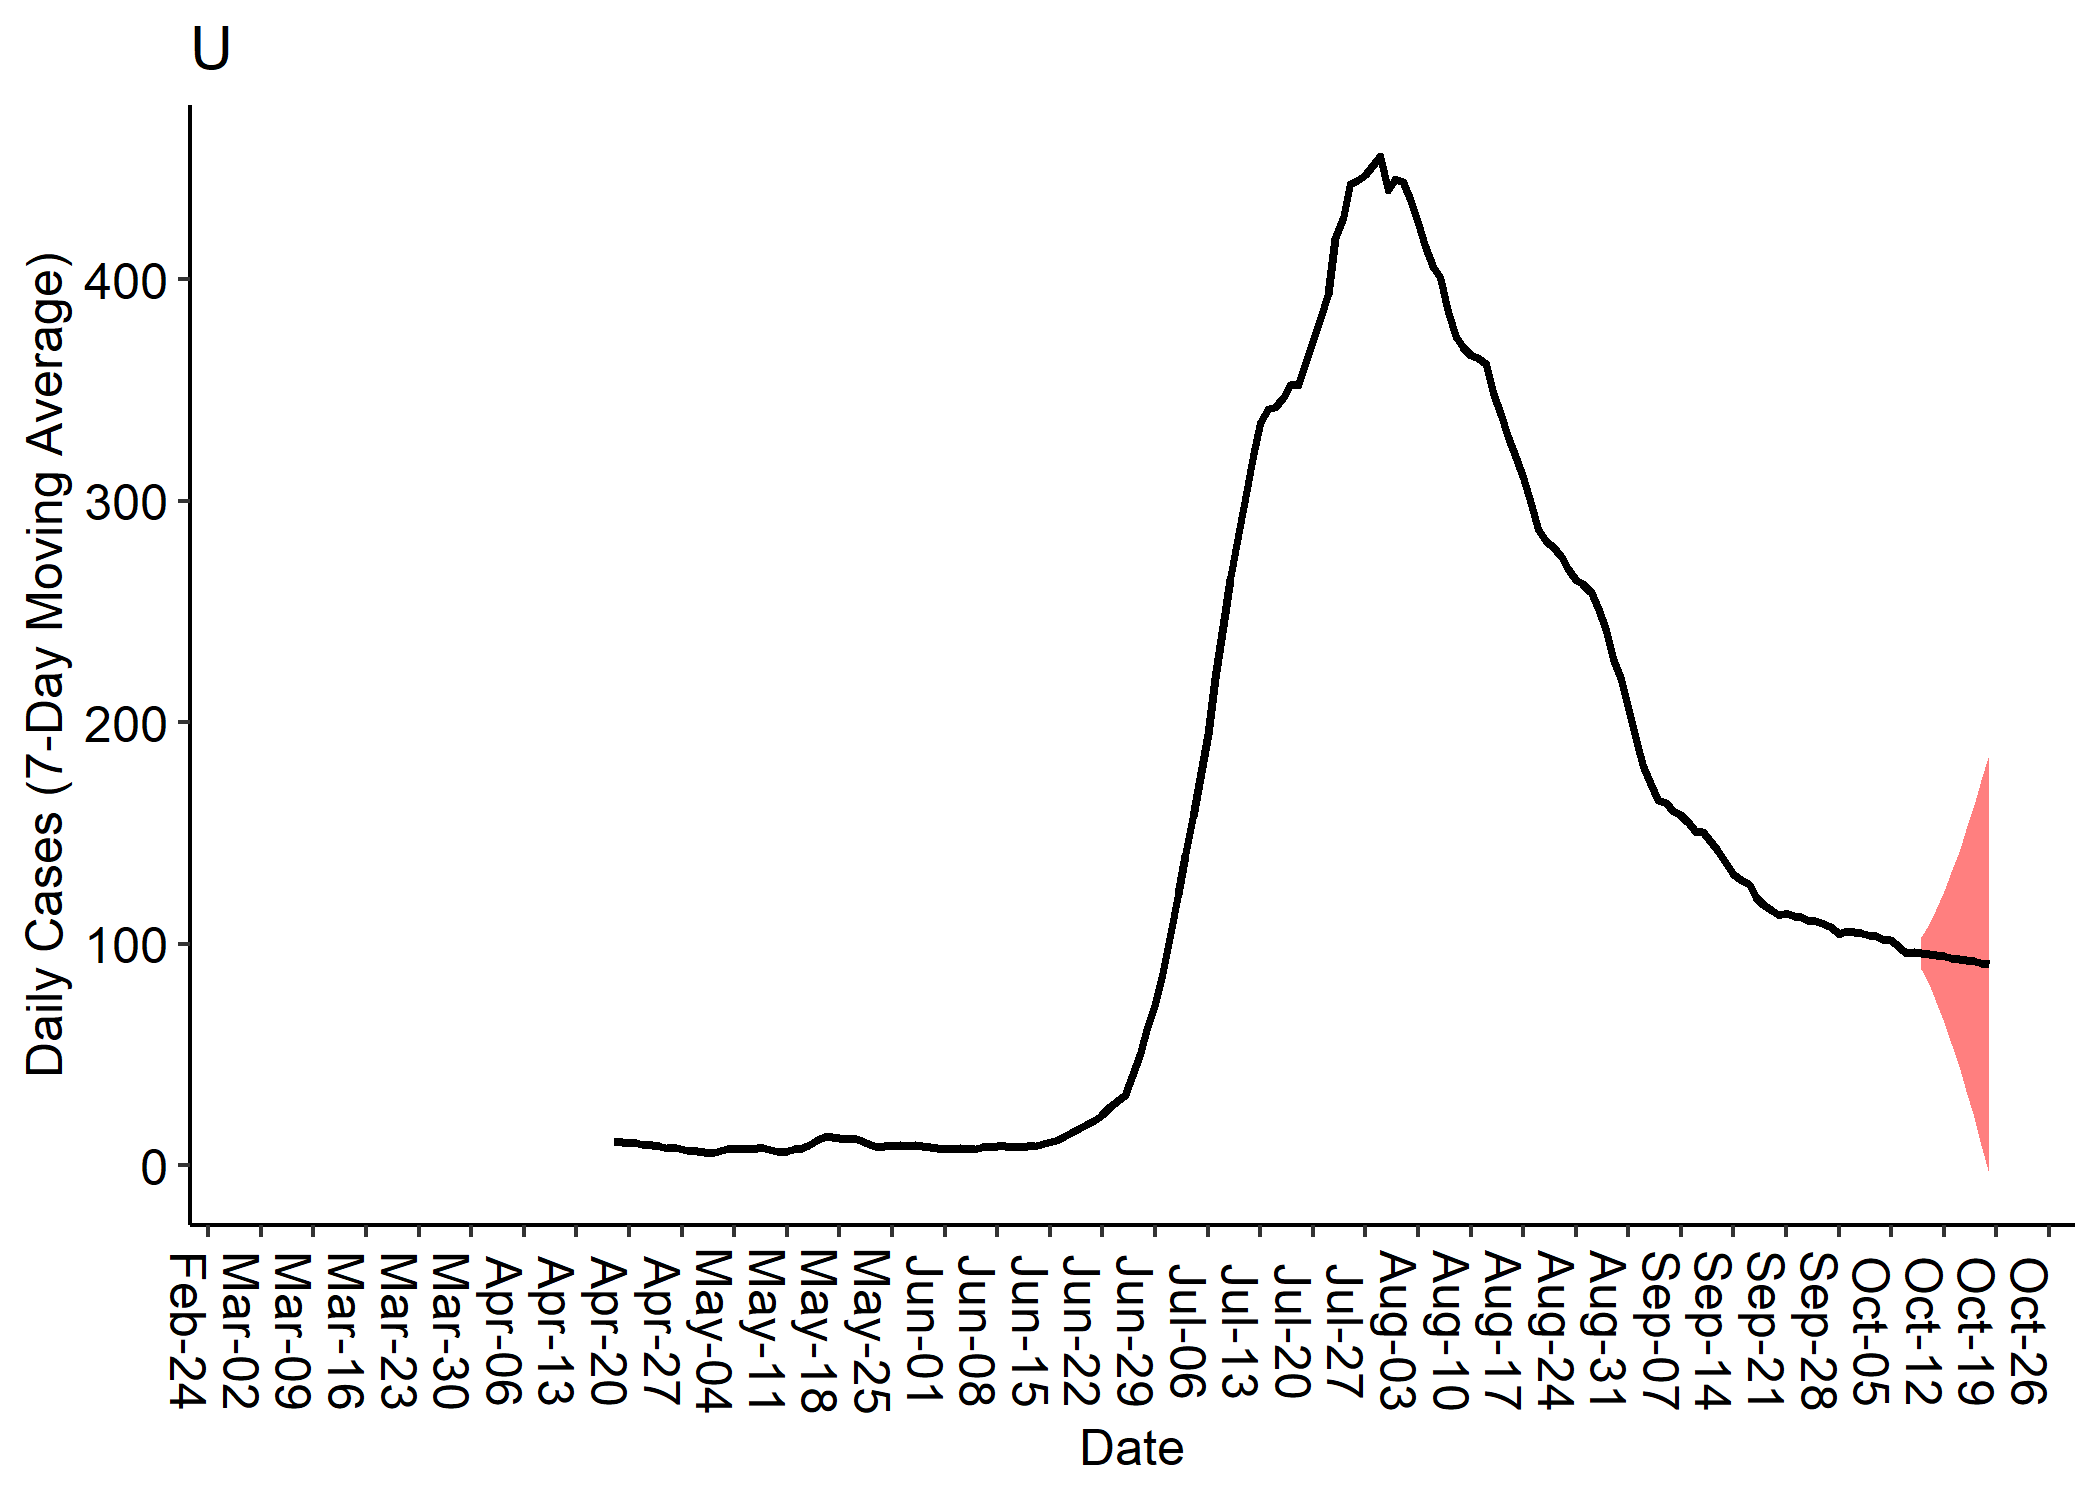 U
Daily Cases (7-Day Moving Average)
400
300
200
100
0
Feb-24
Mar-02
Mar-09
Mar-16
Mar-23
Mar-30
Apr-06
Apr-13
Apr-20
Apr-27
May-04
May-11
May-18
May-25
Jun-01
Jun-08
Jun-15
Jun-22
Jun-29
Jul-06
Jul-13
Jul-20
Jul-27
Aug-03
Aug-10
Aug-17
Aug-24
Aug-31
Sep-07
Sep-14
Sep-21
Sep-28
Oct-05
Oct-12
Oct-19
Oct-26
Date